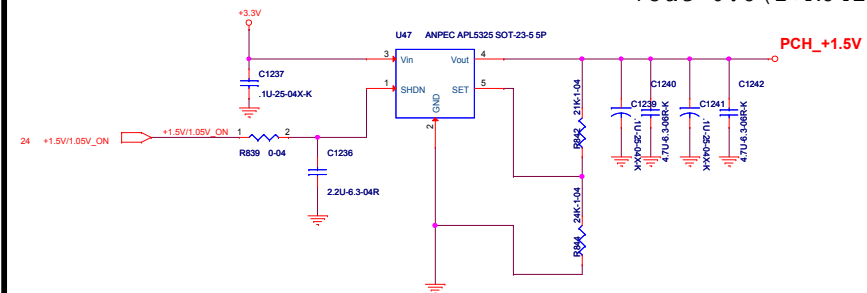 +3.3V
U47 ANPEC APL5325 SOT-23-5 5P
PCH_+1.5V
3 Vin
Vout 4
C1237
.1U-25-04X-K
1 SHDN
SET 5
GND
2
24 +1.5V/1.05V_ON
+1.5V/1.05V_ON
1 2
R839 0-04
C1236
2.2U-6.3-04R
R842 21K-1-04
R844 24K-1-04
C1239
.1U-25-04X-K
C1240
4.7U-6.3-06R-K
C1241
.1U-25-04X-K
C1242
4.7U-6.3-06R-K